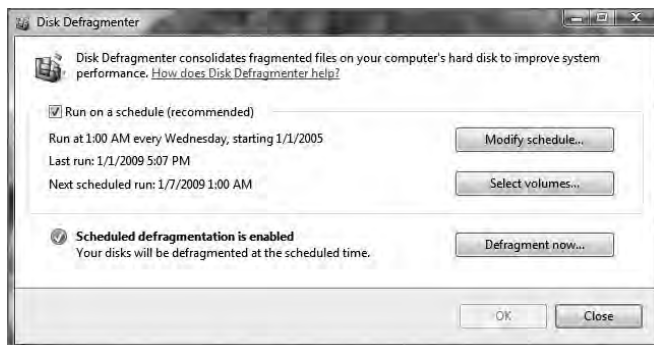 Disk Defragmenter
Disk Defragmenter consolidates fragmented files on your computer's hard disk to improve system
performance. How does Disk Defragmenter help?
Run on a schedule (recommended)
Run at 1:00 AM every Wednesday, starting 1/1/2005
Modify schedule...
Last run: 1/1/2009 5:07 PM
Next scheduled run: 1/7/2009 1:00 AM
Select volumes...
Scheduled defragmentation is enabled
Your disks will be defragmented at the scheduled time.
Defragment now...
OK
Close